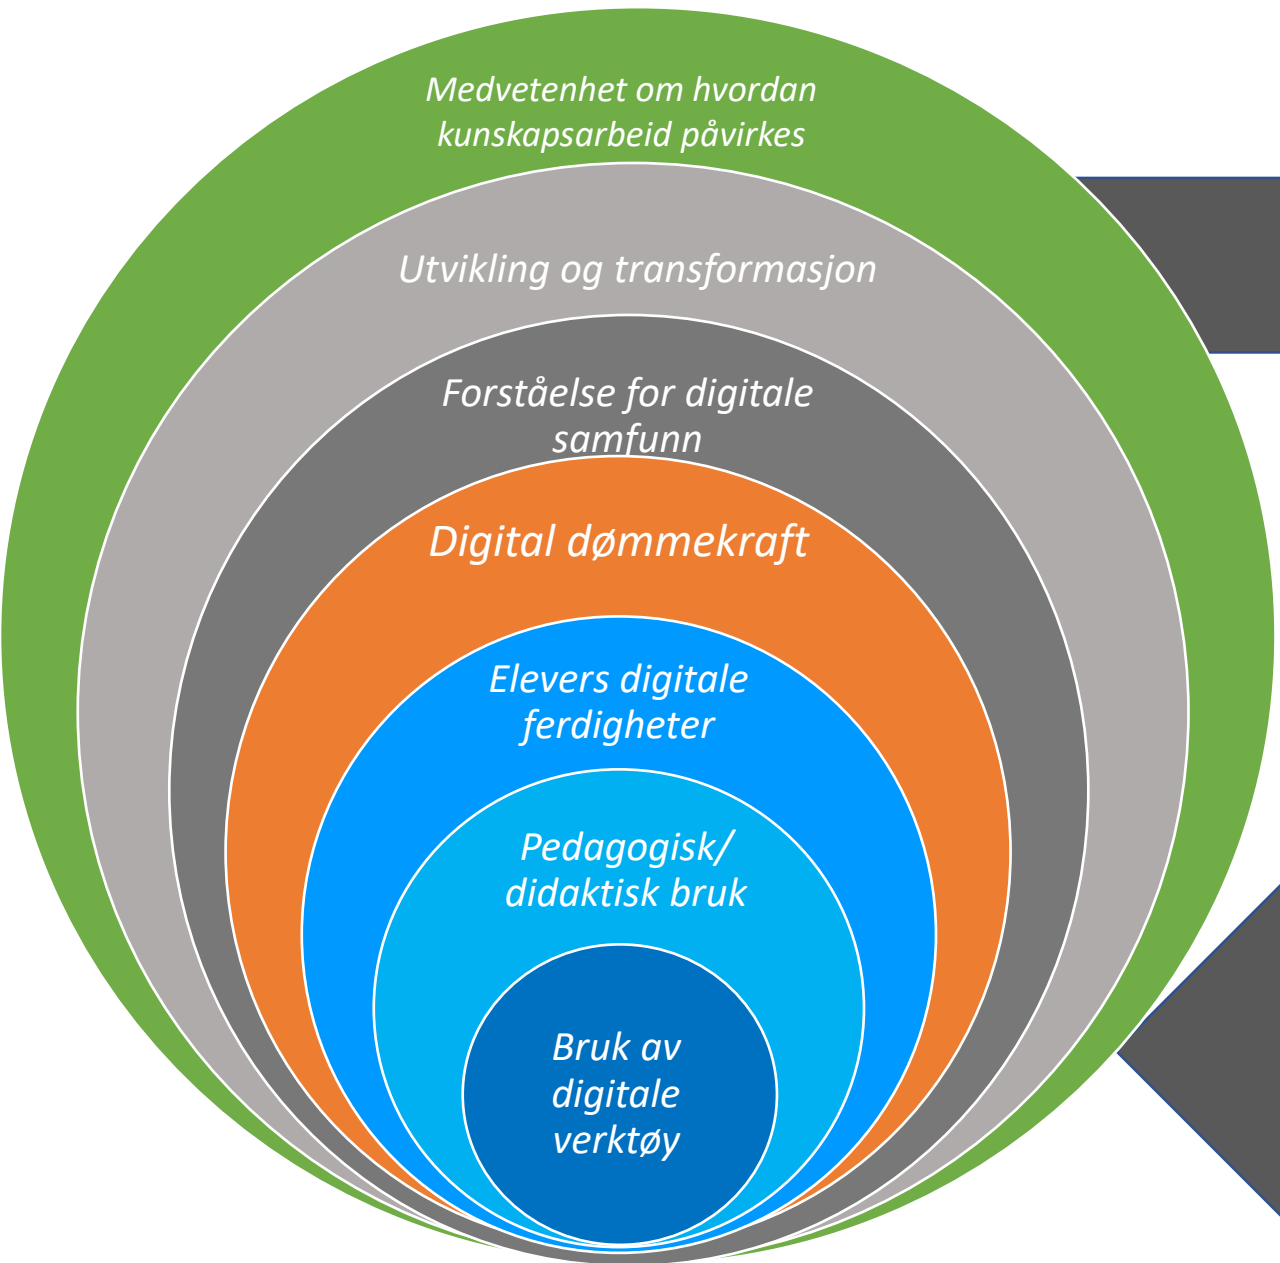 Medvetenhet om hvordan
kunskapsarbeid påvirkes
Utvikling og transformasjon
Forståelse for digitale
samfunn
Digital dømmekraft
Elevers digitale
ferdigheter
Pedagogisk/
didaktisk bruk
Bruk av
digitale
verktøy